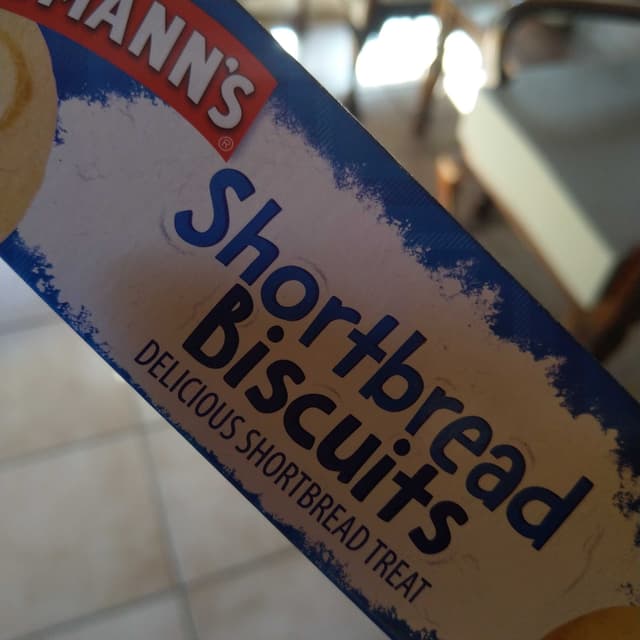 MANN'S®
Shortbread
Biscuits
DELICIOUS SHORTBREAD TREAT